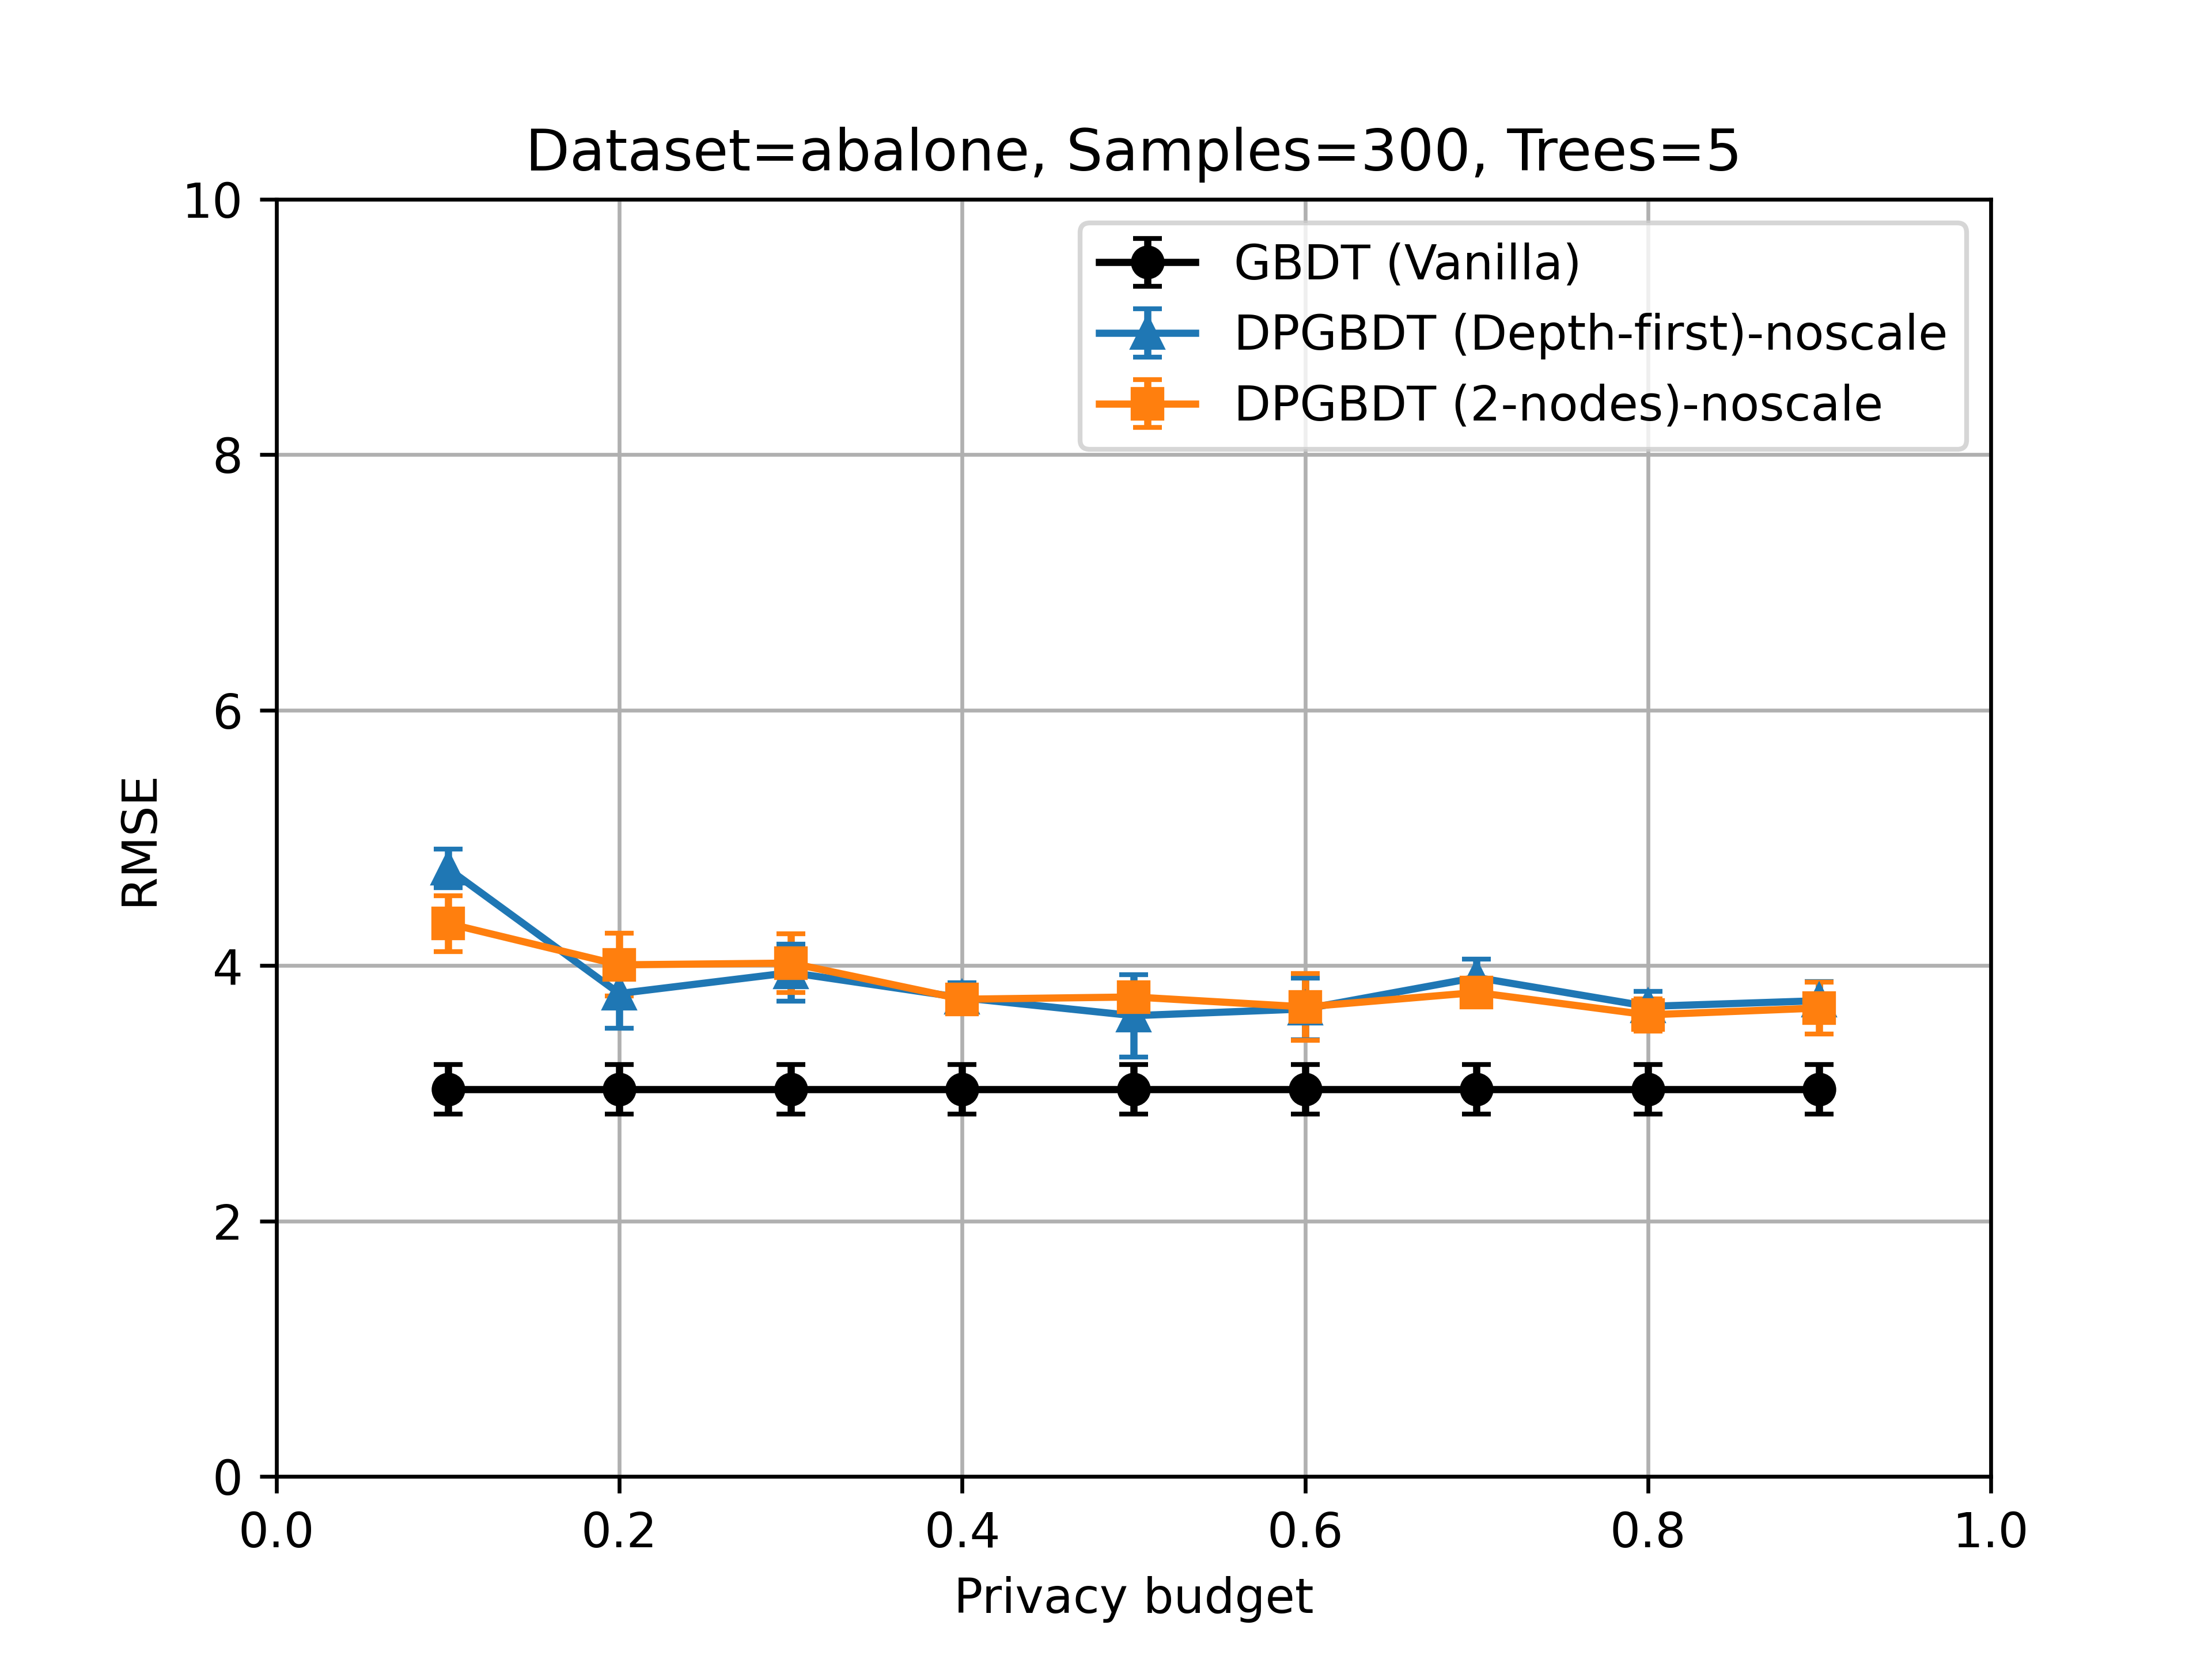 Dataset=abalone, Samples=300, Trees=5
10
8
6
4
2
0
RMSE
GBDT (Vanilla)
DPGBDT (Depth-first)-noscale
DPGBDT (2-nodes)-noscale
0.0 0.2 0.4 0.6 0.8 1.0
Privacy budget